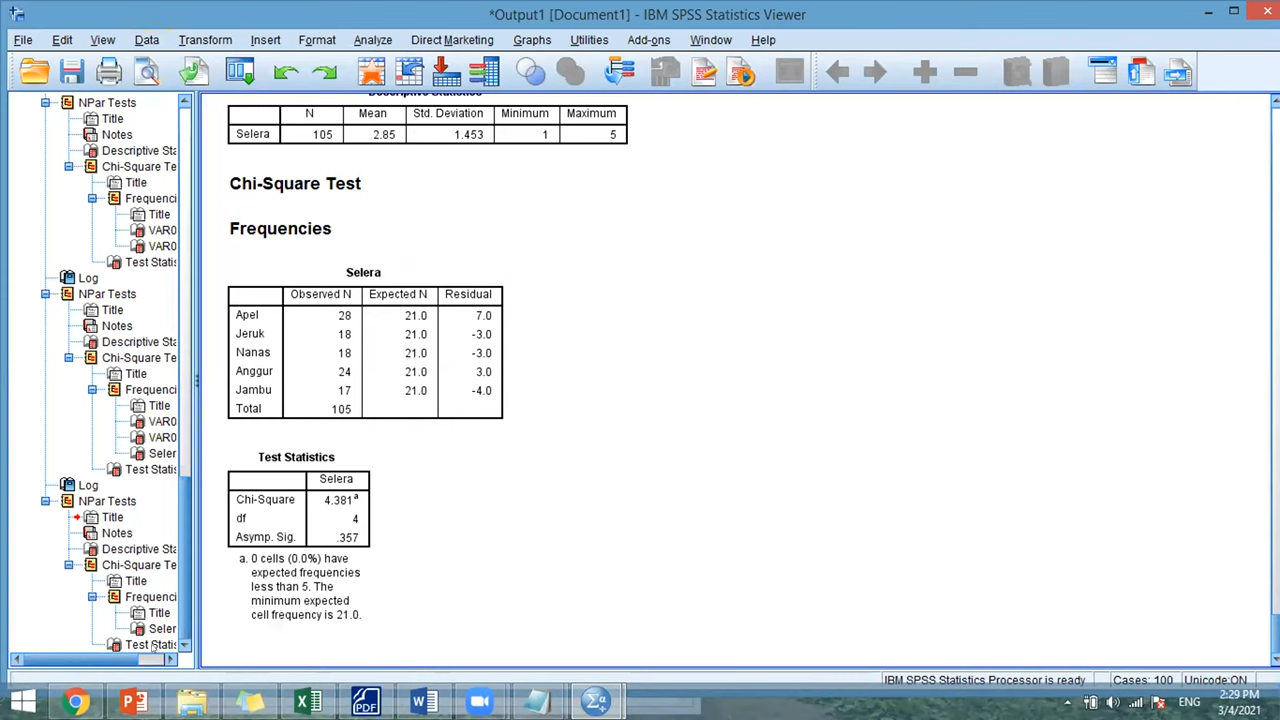 *Output1 [Document1] - IBM SPSS Statistics Viewer
File Edit View Data Transform Insert Format Analyze Direct Marketing Graphs Utilities Add-ons Window Help
NPar Tests
Title
Notes
Descriptive Sta
Chi-Square Te
Title
Frequenci
Title
VAR0
VAR0
Test Statis
Log
NPar Tests
Title
Notes
Descriptive Sta
Chi-Square Te
Title
Frequenci
Title
VAR0
VAR0
Seler
Test Statis
Log
NPar Tests
Title
Notes
Descriptive Sta
Chi-Square Te
Title
Frequenci
Title
Seler
Test Statis
Descriptive Statistics
N Mean Std. Deviation Minimum Maximum
Selera 105 2.85 1.453 1 5
Chi-Square Test
Frequencies
Selera
Observed N Expected N Residual
Apel 28 21.0 7.0
Jeruk 18 21.0 -3.0
Nanas 18 21.0 -3.0
Anggur 24 21.0 3.0
Jambu 17 21.0 -4.0
Total 105
Test Statistics
Selera
Chi-Square 4.381a
df 4
Asymp. Sig. .357
a. 0 cells (0.0%) have
expected frequencies
less than 5. The
minimum expected
cell frequency is 21.0.
IBM SPSS Statistics Processor is ready Cases: 100 Unicode:ON
PDF
ENG
2:29 PM
3/4/2021